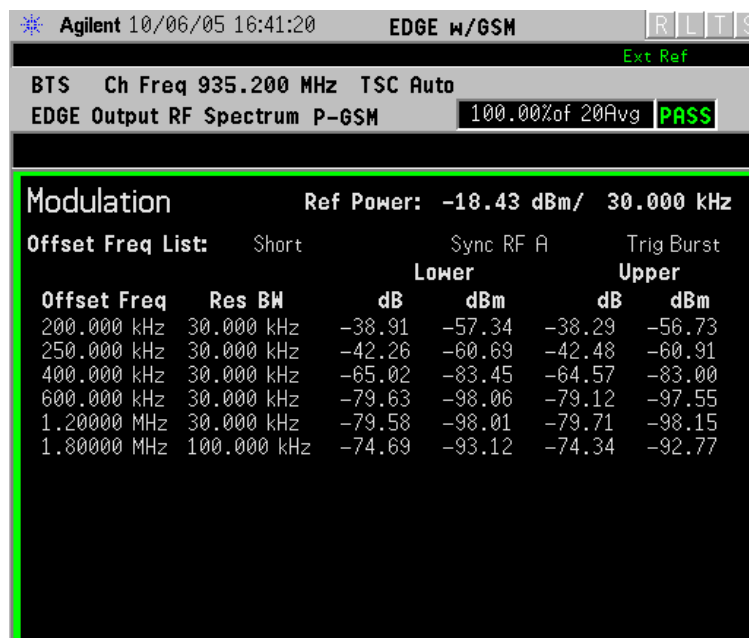 Agilent 10/06/05 16:41:20 EDGE w/GSM R L T S
Ext Ref
BTS Ch Freq 935.200 MHz TSC Auto
EDGE Output RF Spectrum P-GSM 100.00%of 20Avg PASS
Modulation Ref Power: -18.43 dBm/ 30.000 kHz
Offset Freq List: Short Sync RF A Trig Burst
Lower Upper
Offset Freq Res BW dB dBm dB dBm
200.000 kHz 30.000 kHz -38.91 -57.34 -38.29 -56.73
250.000 kHz 30.000 kHz -42.26 -60.69 -42.48 -60.91
400.000 kHz 30.000 kHz -65.02 -83.45 -64.57 -83.00
600.000 kHz 30.000 kHz -79.63 -98.06 -79.12 -97.55
1.20000 MHz 30.000 kHz -79.58 -98.01 -79.71 -98.15
1.80000 MHz 100.000 kHz -74.69 -93.12 -74.34 -92.77